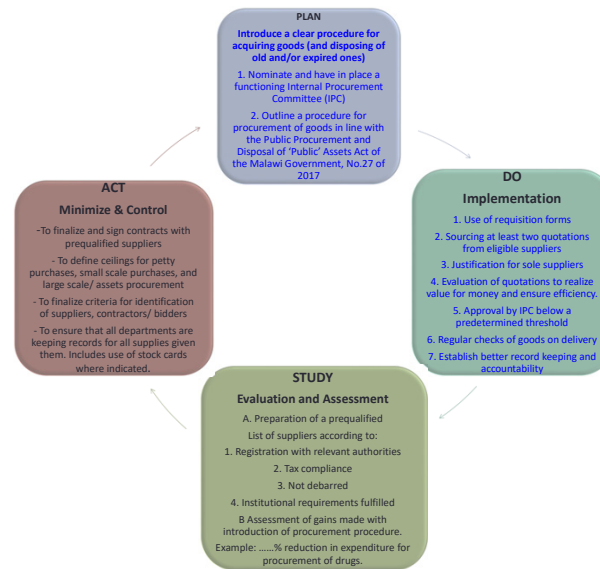 PLAN
Introduce a clear procedure for
acquiring goods (and disposing of
old and/or expired ones)
1. Nominate and have in place a
functioning Internal Procurement
Committee (IPC)
2. Outline a procedure for
procurement of goods in line with
the Public Procurement and
Disposal of ‘Public’ Assets Act of
the Malawi Government, No.27 of
2017
DO
Implementation
1. Use of requisition forms
2. Sourcing at least two quotations
from eligible suppliers
3. Justification for sole suppliers
4. Evaluation of quotations to realize
value for money and ensure efficiency.
5. Approval by IPC below a
predetermined threshold
6. Regular checks of goods on delivery
7. Establish better record keeping and
accountability
STUDY
Evaluation and Assessment
A. Preparation of a prequalified
List of suppliers according to:
1. Registration with relevant authorities
2. Tax compliance
3. Not debarred
4. Institutional requirements fulfilled
B Assessment of gains made with
introduction of procurement procedure.
Example: ......% reduction in expenditure for
procurement of drugs.
ACT
Minimize & Control
-To finalize and sign contracts with
prequalified suppliers
- To define ceilings for petty
purchases, small scale purchases, and
large scale/ assets procurement
- To finalize criteria for identification
of suppliers, contractors/ bidders
- To ensure that all departments are
keeping records for all supplies given
them. Includes use of stock cards
where indicated.